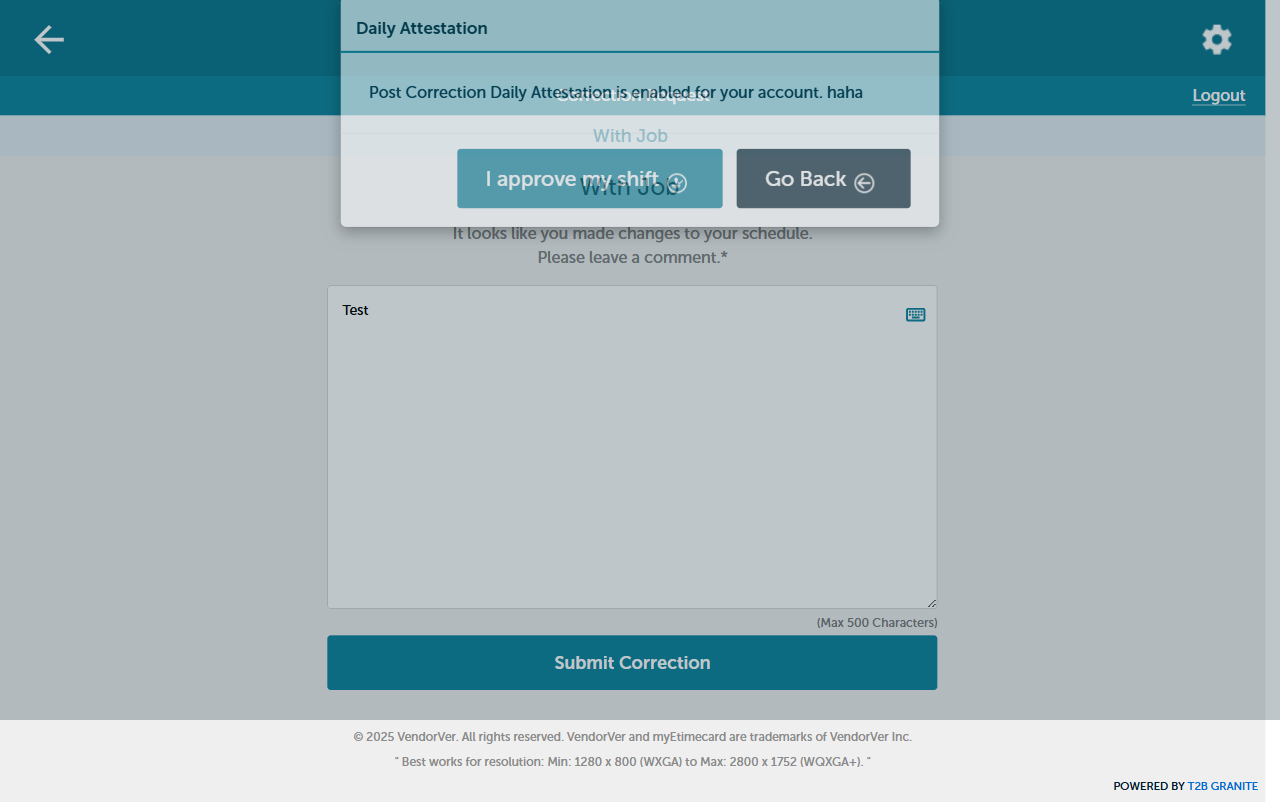 Daily Attestation
Post Correction Daily Attestation is enabled for your account. haha
Correction Request
Logout
With Job
I approve my shift
Go Back
With Job
It looks like you made changes to your schedule.
Please leave a comment.*
Test
(Max 500 Characters)
Submit Correction
© 2025 VendorVer. All rights reserved. VendorVer and myEtimecard are trademarks of VendorVer Inc.
" Best works for resolution: Min: 1280 x 800 (WXGA) to Max: 2800 x 1752 (WQXGA+). "
POWERED BY T2B GRANITE